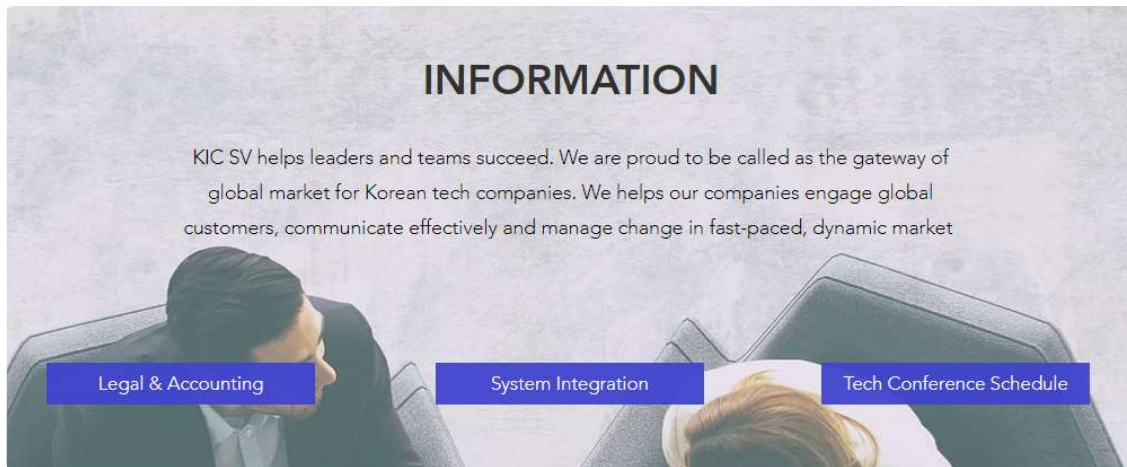 INFORMATION
KIC SV helps leaders and teams succeed. We are proud to be called as the gateway of
global market for Korean tech companies. We helps our companies engage global
customers, communicate effectively and manage change in fast-paced, dynamic market
Legal & Accounting
System Integration
Tech Conference Schedule